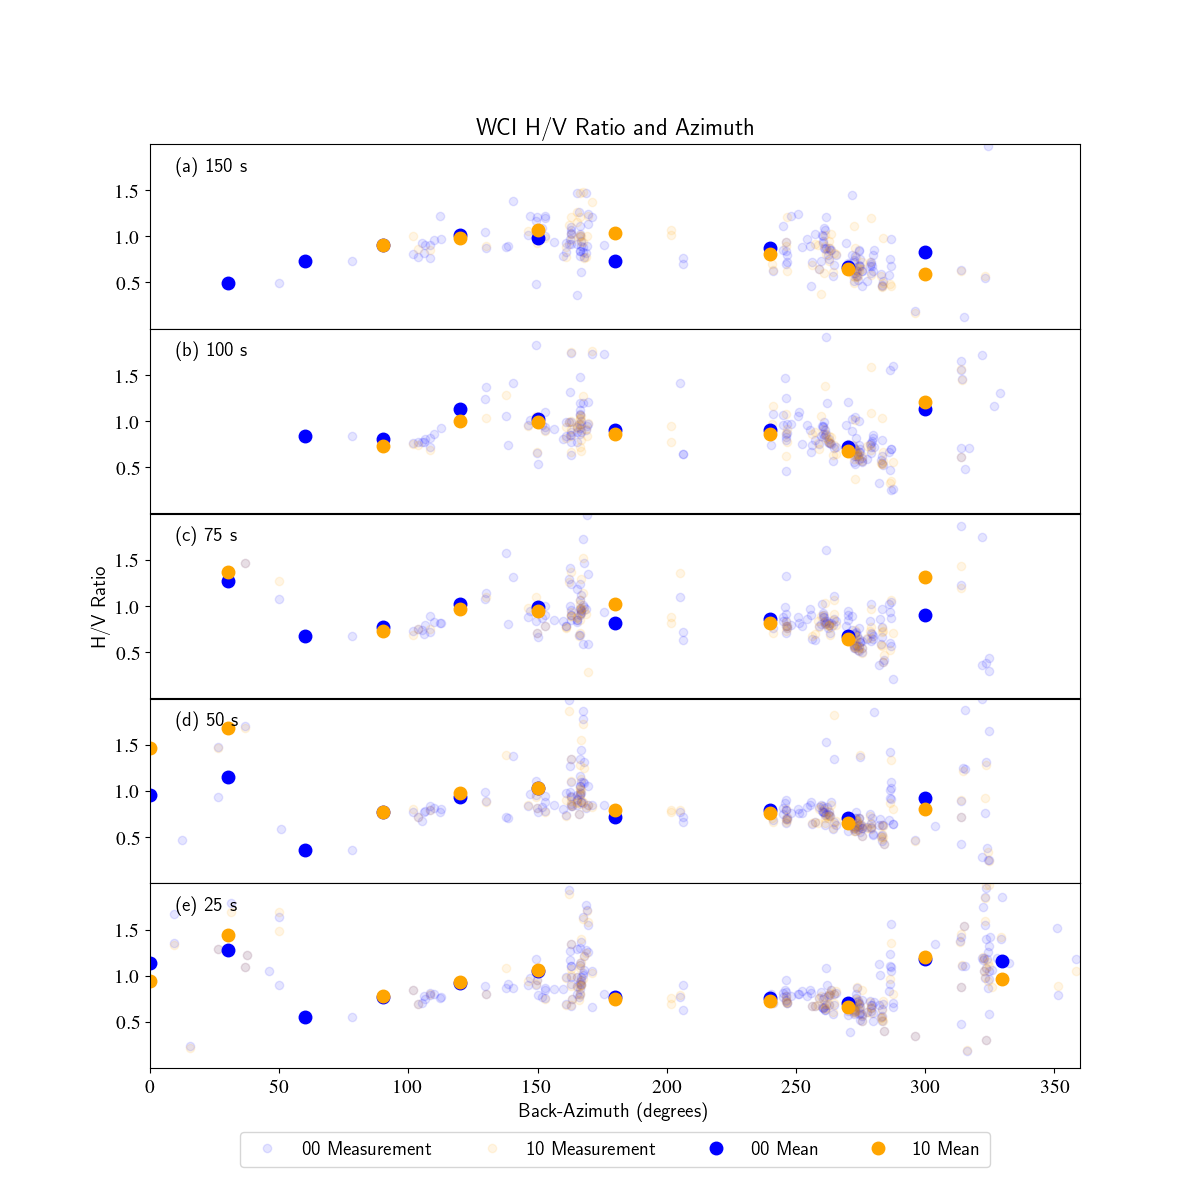 WCI H/V Ratio and Azimuth
(a) 150 s
1.5
1.0
0.5
(b) 100 s
1.5
1.0
0.5
(c) 75 s
1.5
1.0
0.5
H/V Ratio
(d) 50 s
1.5
1.0
0.5
(e) 25 s
1.5
1.0
0.5
0 50 100 150 200 250 300 350
Back-Azimuth (degrees)
00 Measurement 10 Measurement 00 Mean 10 Mean